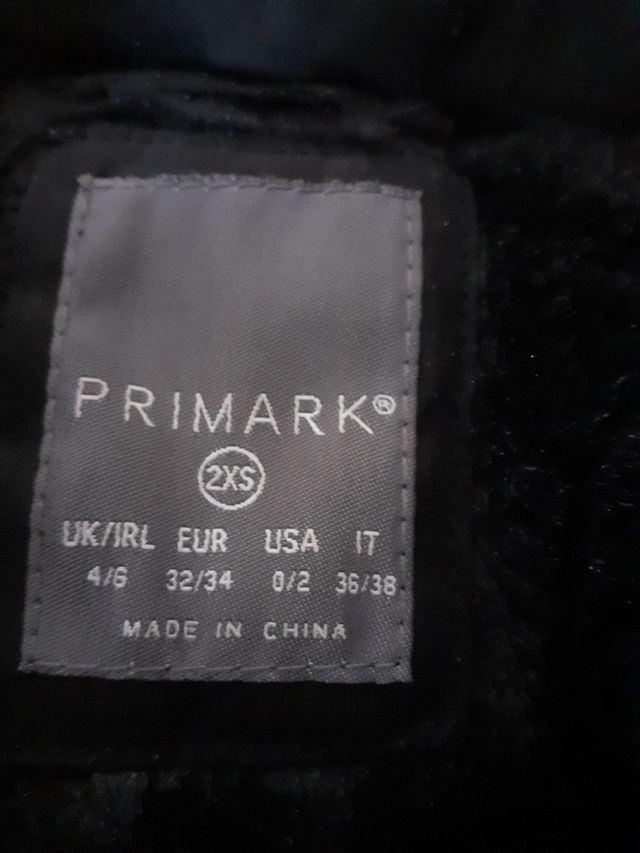 PRIMARK®
2XS
UK/IRL EUR USA IT
4/6 32/34 0/2 36/38
MADE IN CHINA